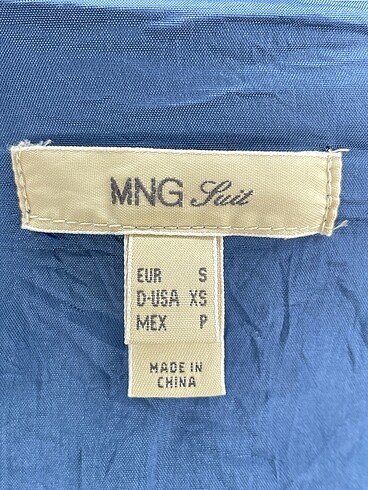 MNG Suit
EUR S
D-USA XS
MEX P
MADE IN
CHINA